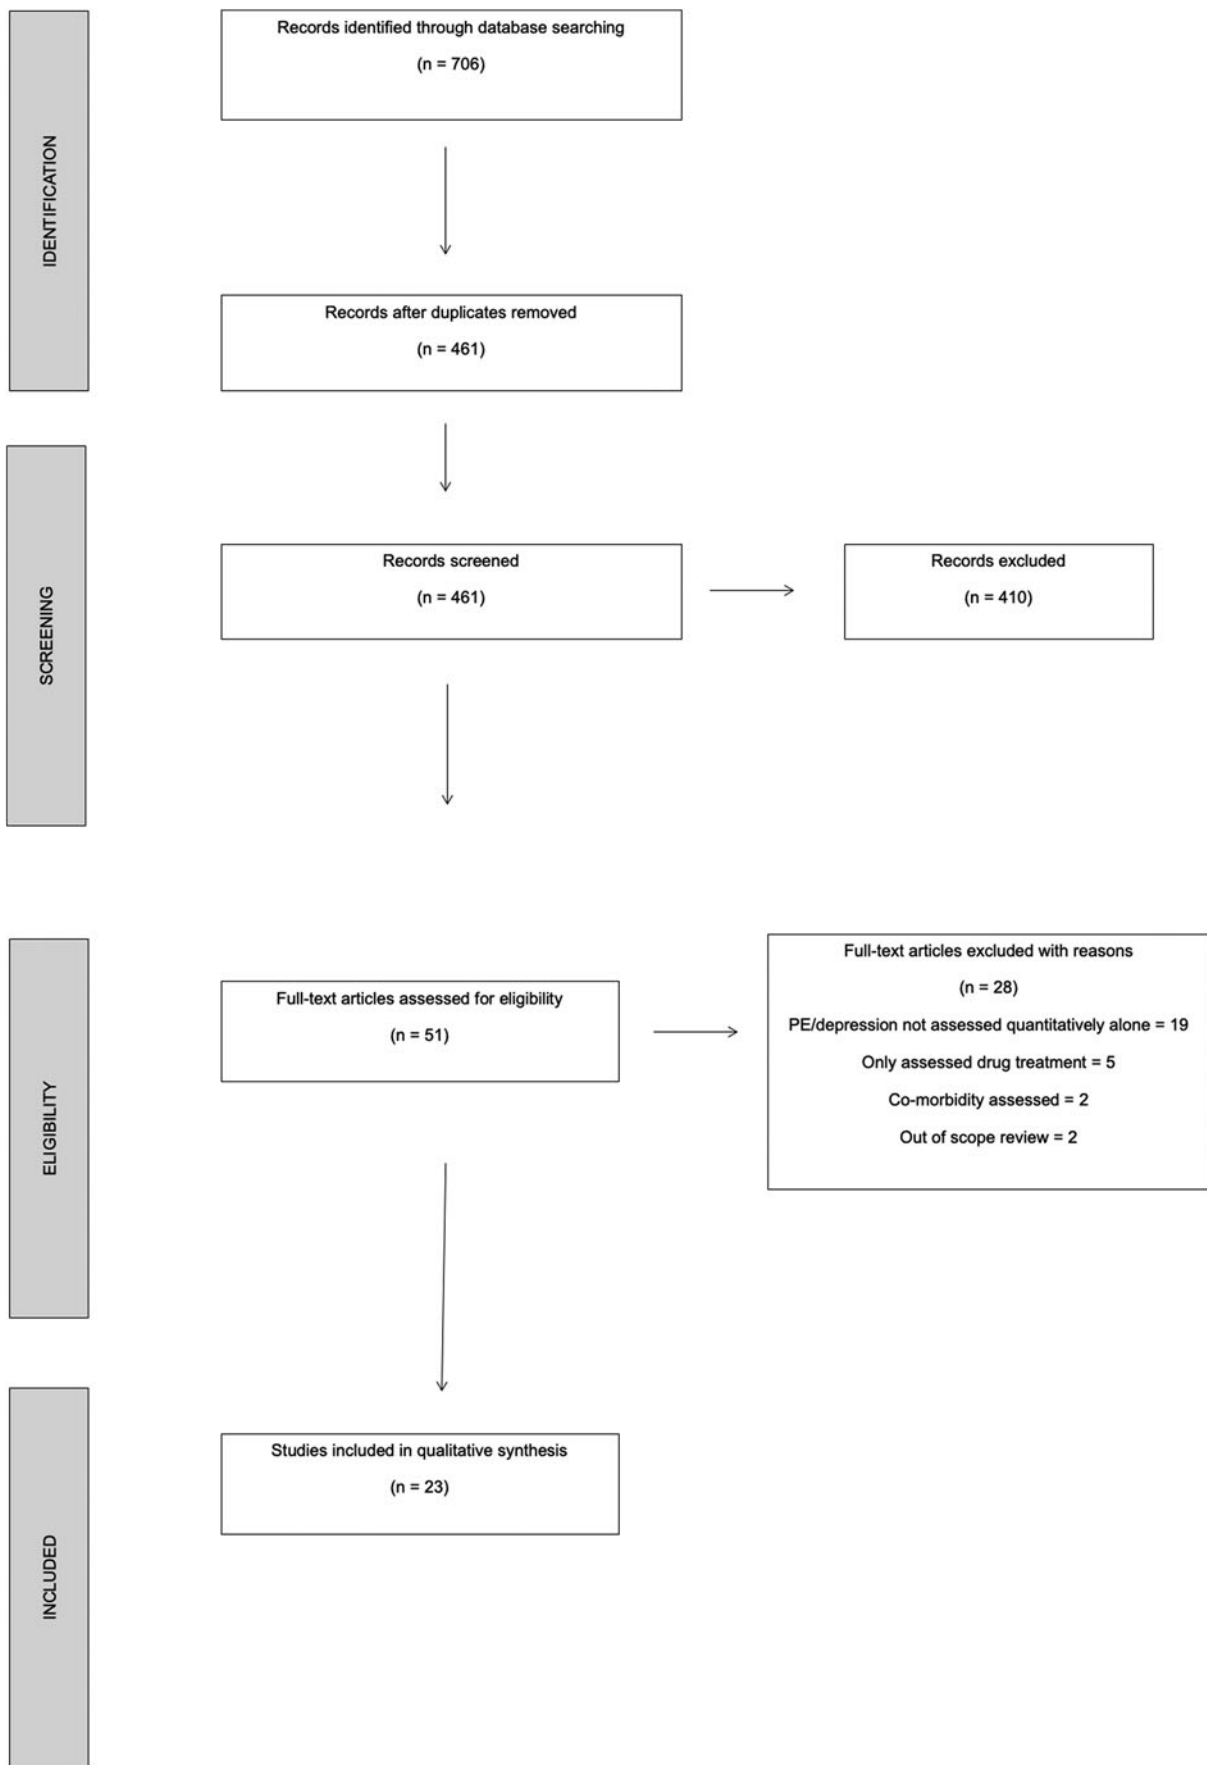 IDENTIFICATION
Records identified through database searching
(n = 706)
Records after duplicates removed
(n = 461)
SCREENING
Records screened
(n = 461)
Records excluded
(n = 410)
ELIGIBILITY
Full-text articles assessed for eligibility
(n = 51)
Full-text articles excluded with reasons
(n = 28)
PE/depression not assessed quantitatively alone = 19
Only assessed drug treatment = 5
Co-morbidity assessed = 2
Out of scope review = 2
INCLUDED
Studies included in qualitative synthesis
(n = 23)